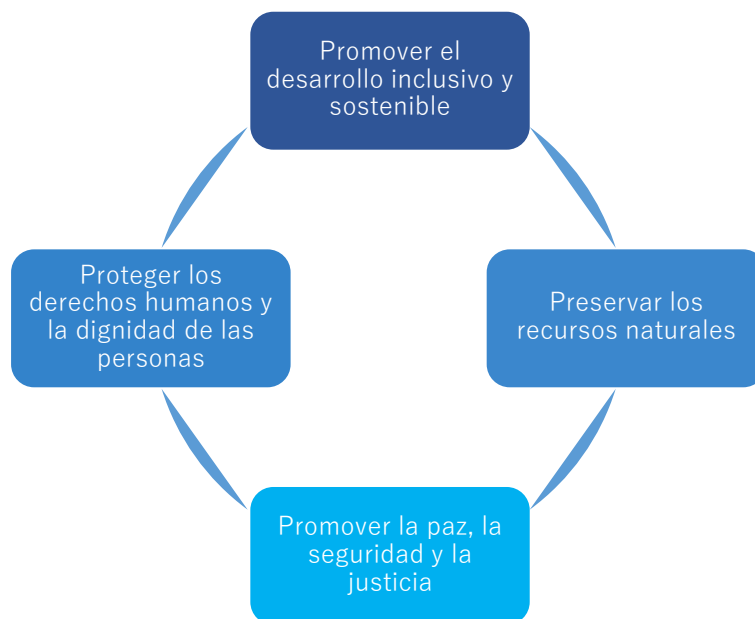 Promover el
desarrollo inclusivo y
sostenible
Proteger los
derechos humanos y
la dignidad de las
personas
Preservar los
recursos naturales
Promover la paz, la
seguridad y la
justicia